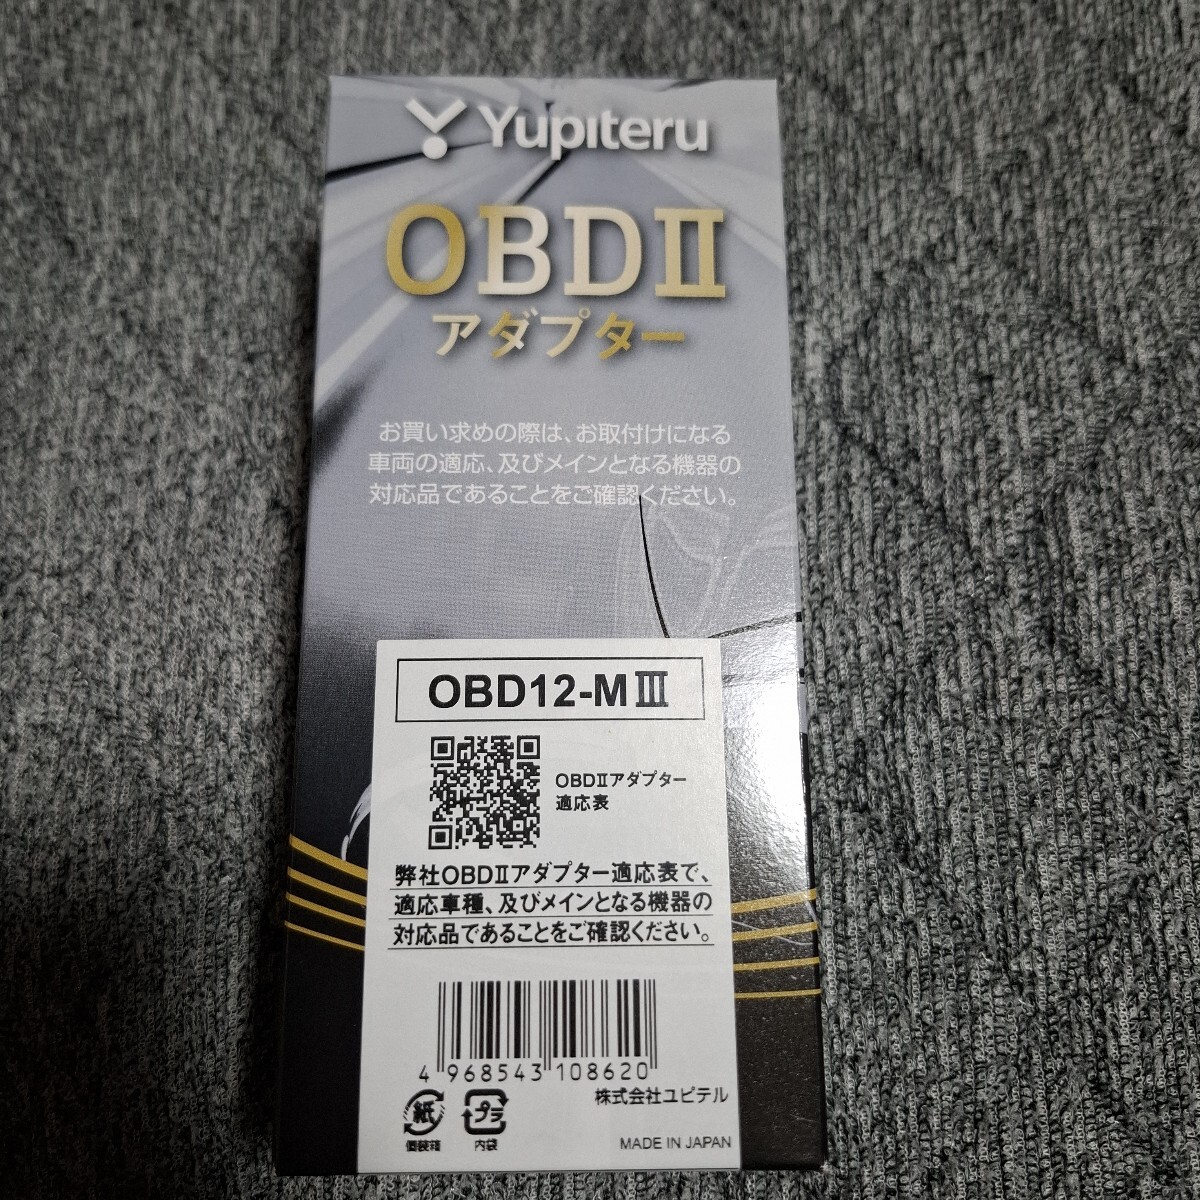 Yupiteru
OBDⅡ
アダプター
お買い求めの際は、お取付けになる
車両の適応、及びメインとなる機器の
対応品であることをご確認ください。
OBD12-MⅢ
OBDⅡアダプター
適応表
弊社OBDⅡアダプター適応表で、
適応車種、及びメインとなる機器の
対応品であることをご確認ください。
4 968543 108620
株式会社ユピテル
紙
個装箱
プラ
内袋
MADE IN JAPAN